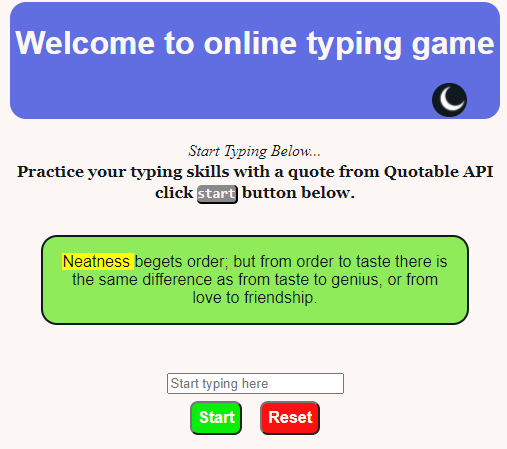 Welcome to online typing game
Start Typing Below...
Practice your typing skills with a quote from Quotable API
click start button below.
Neatness begets order; but from order to taste there is
the same difference as from taste to genius, or from
love to friendship.
Start typing here
Start Reset